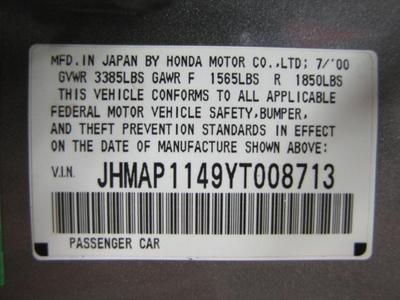 MFD.IN JAPAN BY HONDA MOTOR CO.,LTD; 7/'00
GVWR 3385LBS GAWR F 1565LBS R 1850LBS
THIS VEHICLE CONFORMS TO ALL APPLICABLE
FEDERAL MOTOR VEHICLE SAFETY,BUMPER,
AND THEFT PREVENTION STANDARDS IN EFFECT
ON THE DATE OF MANUFACTURE SHOWN ABOVE:
V.I.N. JHMAP1149YT008713
PASSENGER CAR